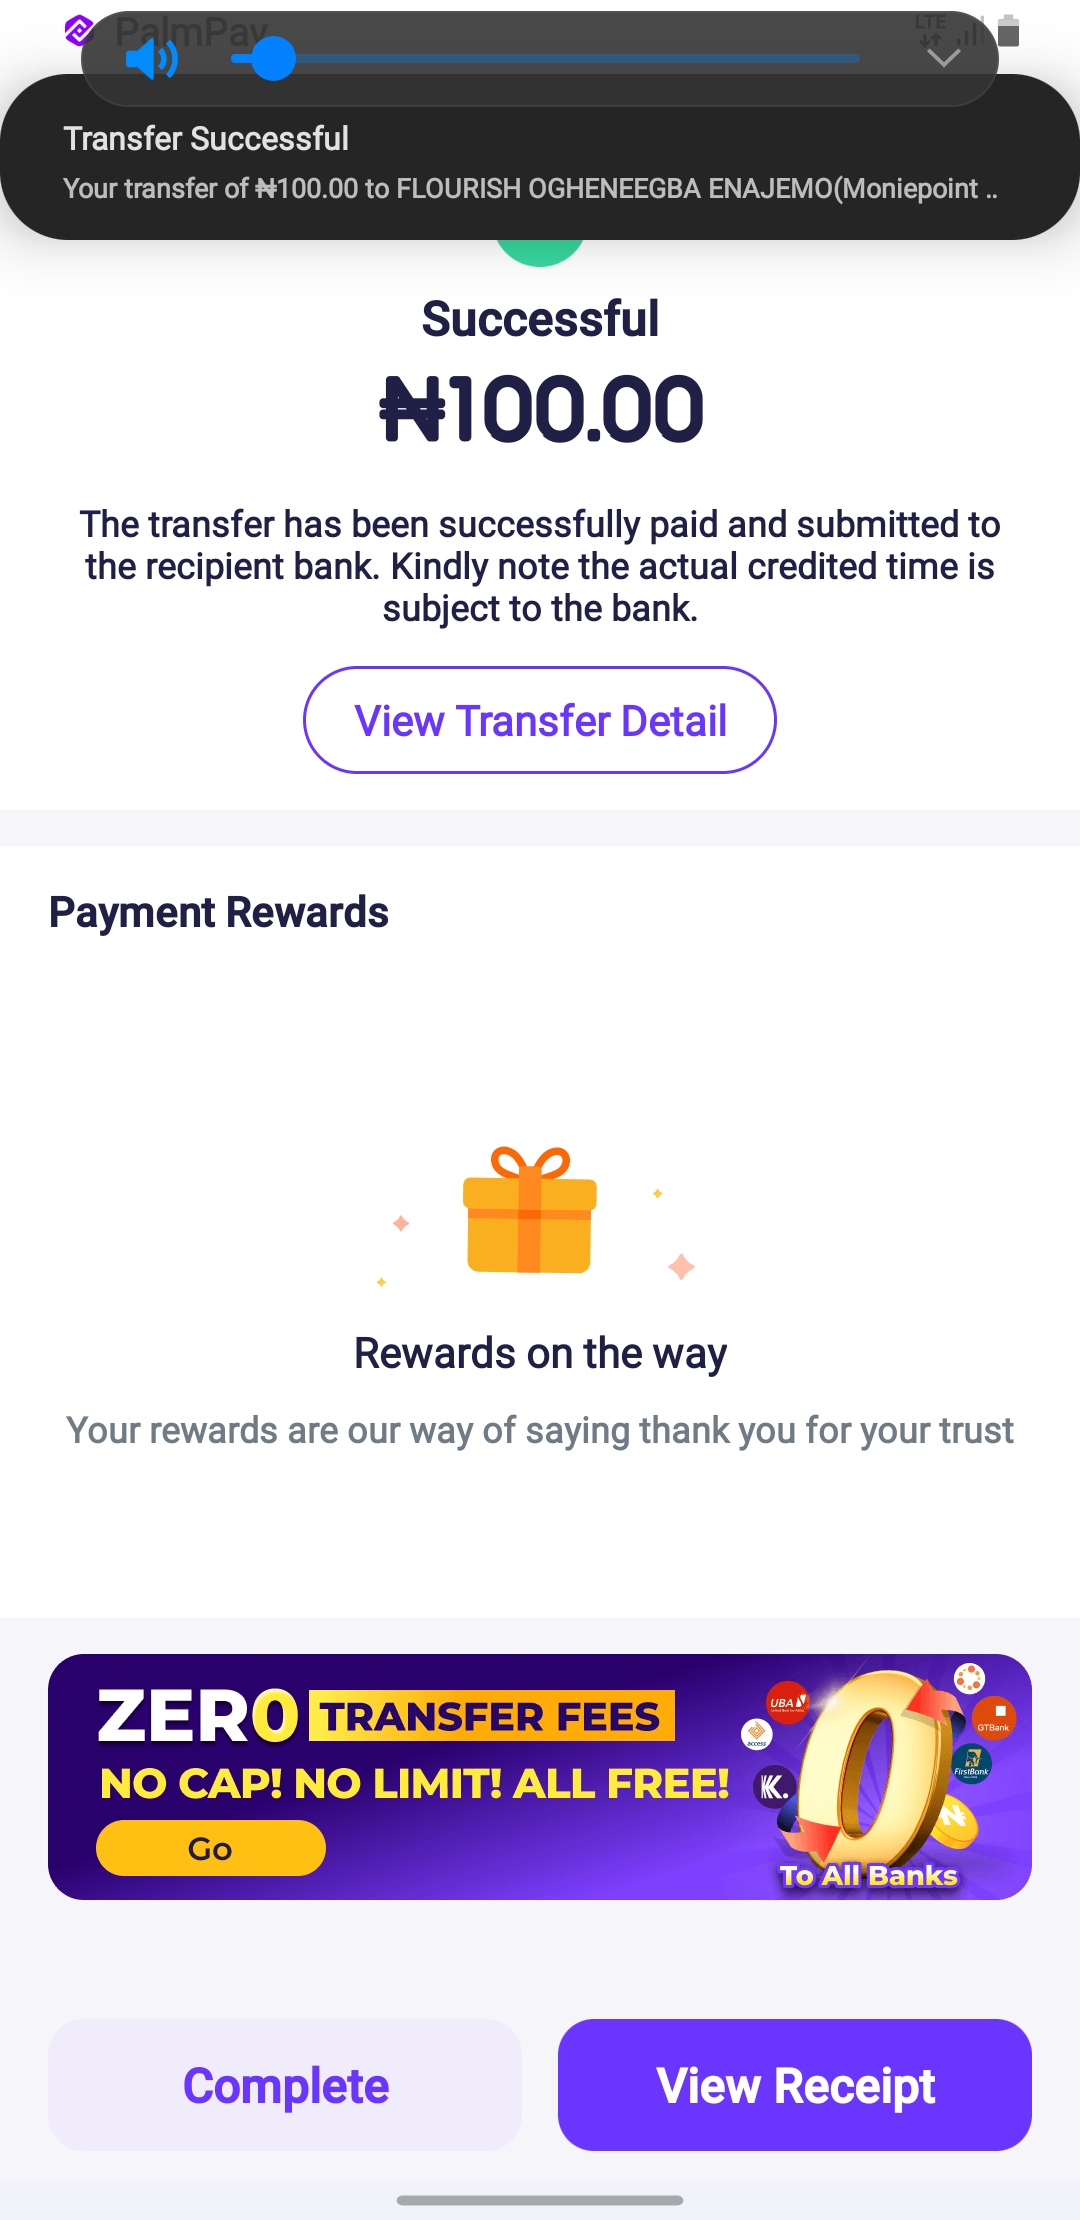 PalmPay
LTE
Transfer Successful
Your transfer of ₦100.00 to FLOURISH OGHENEEGBA ENAJEMO(Moniepoint ..
Successful
₦100.00
The transfer has been successfully paid and submitted to
the recipient bank. Kindly note the actual credited time is
subject to the bank.
View Transfer Detail
Payment Rewards
Rewards on the way
Your rewards are our way of saying thank you for your trust
ZERO TRANSFER FEES
NO CAP! NO LIMIT! ALL FREE!
Go
UBA
access
GTBank
FirstBank
K.
0
₦
To All Banks
Complete
View Receipt